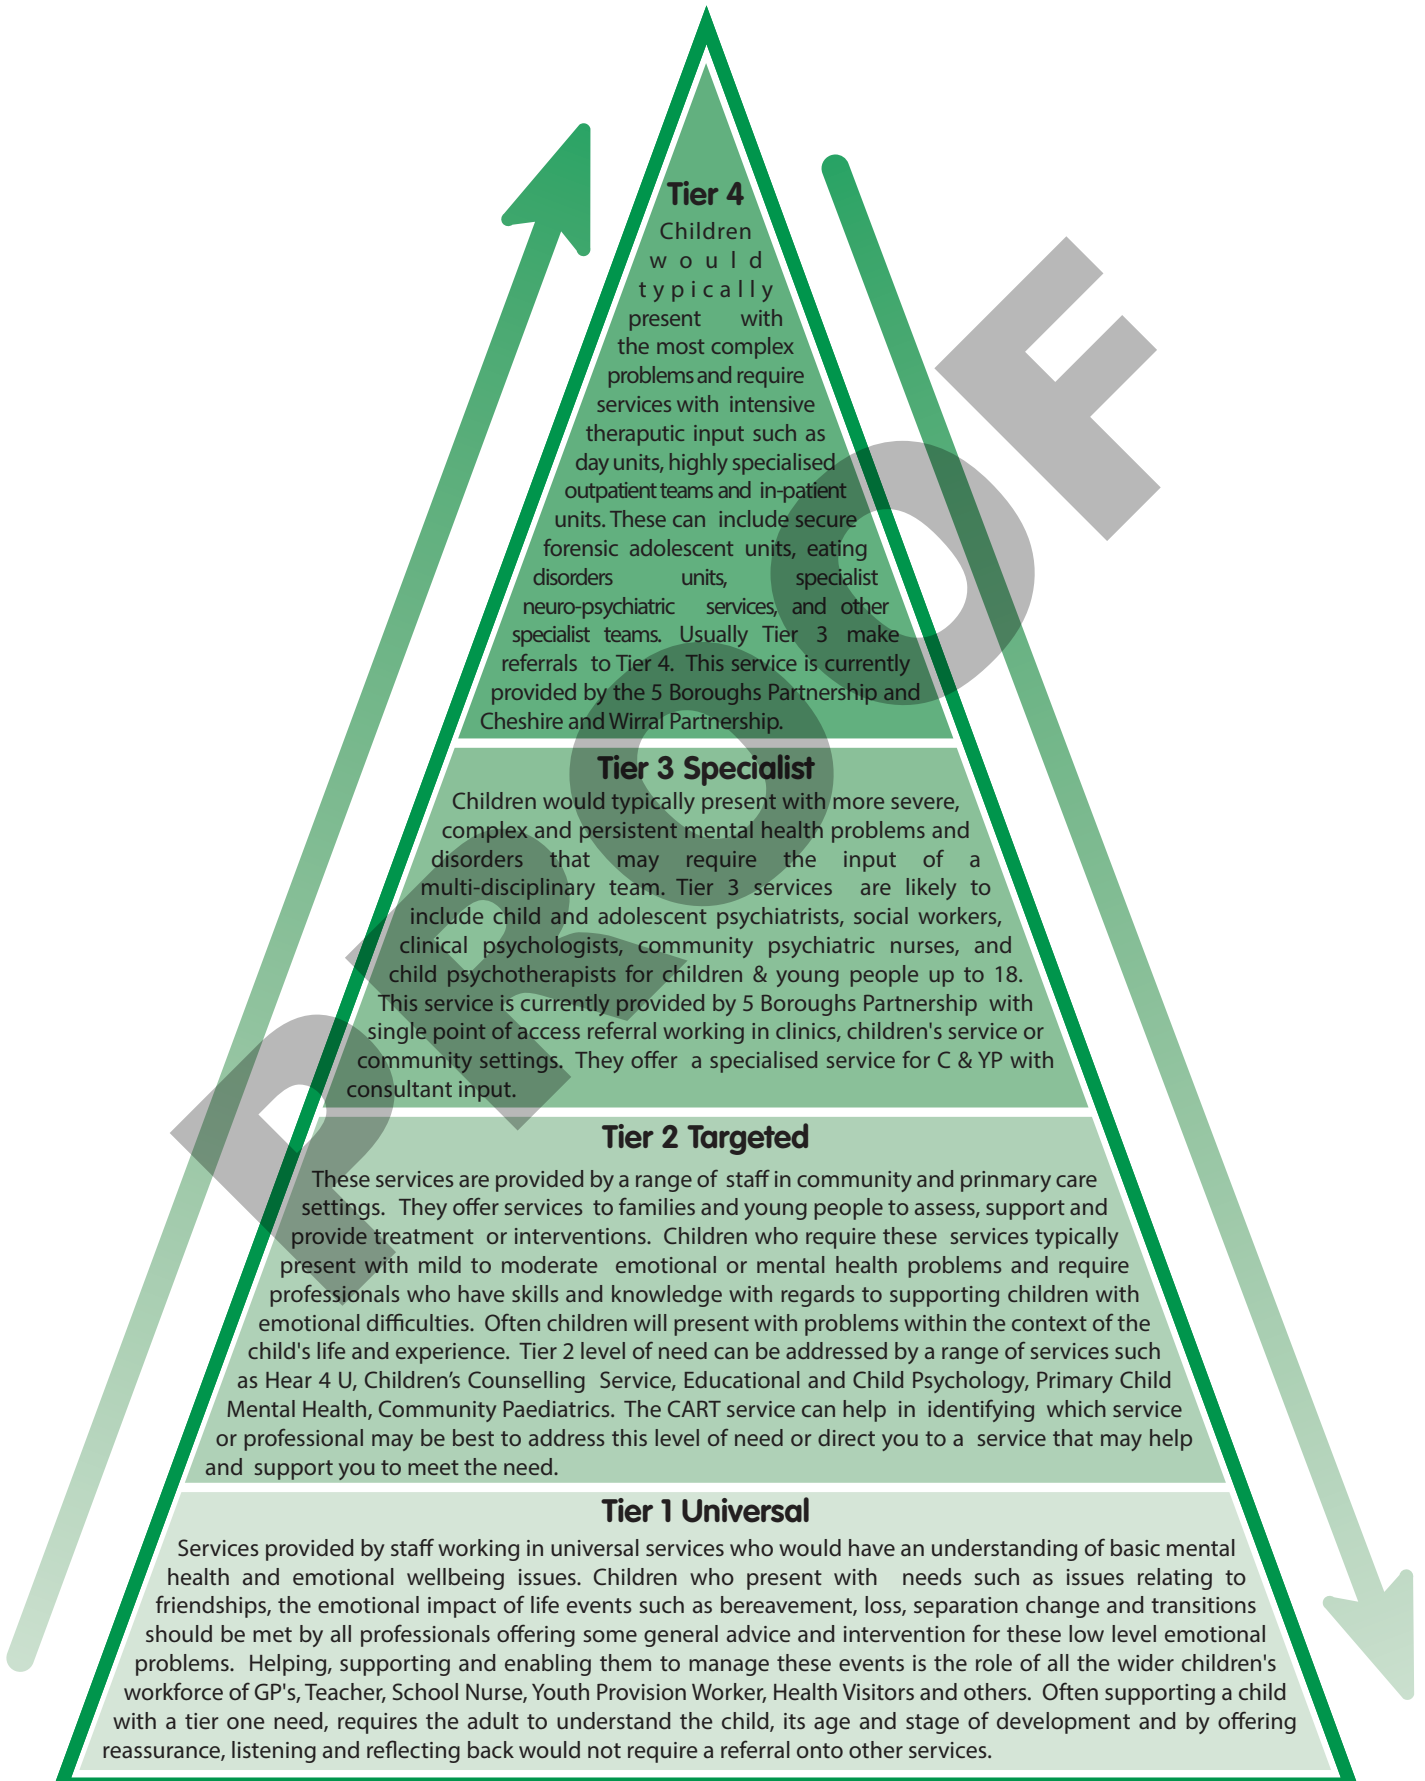 Tier 4
Children
would
typically
present with
the most complex
problems and require
services with intensive
theraputic input such as
day units, highly specialised
outpatient teams and in-patient
units. These can include secure
forensic adolescent units, eating
disorders units, specialist
neuro-psychiatric services, and other
specialist teams. Usually Tier 3 make
referrals to Tier 4. This service is currently
provided by the 5 Boroughs Partnership and
Cheshire and Wirral Partnership.
Tier 3 Specialist
Children would typically present with more severe,
complex and persistent mental health problems and
disorders that may require the input of a
multi-disciplinary team. Tier 3 services are likely to
include child and adolescent psychiatrists, social workers,
clinical psychologists, community psychiatric nurses, and
child psychotherapists for children & young people up to 18.
This service is currently provided by 5 Boroughs Partnership with
single point of access referral working in clinics, children's service or
community settings. They offer a specialised service for C & YP with
consultant input.
Tier 2 Targeted
These services are provided by a range of staff in community and prinmary care
settings. They offer services to families and young people to assess, support and
provide treatment or interventions. Children who require these services typically
present with mild to moderate emotional or mental health problems and require
professionals who have skills and knowledge with regards to supporting children with
emotional difficulties. Often children will present with problems within the context of the
child's life and experience. Tier 2 level of need can be addressed by a range of services such
as Hear 4 U, Children’s Counselling Service, Educational and Child Psychology, Primary Child
Mental Health, Community Paediatrics. The CART service can help in identifying which service
or professional may be best to address this level of need or direct you to a service that may help
and support you to meet the need.
Tier 1 Universal
Services provided by staff working in universal services who would have an understanding of basic mental
health and emotional wellbeing issues. Children who present with needs such as issues relating to
friendships, the emotional impact of life events such as bereavement, loss, separation change and transitions
should be met by all professionals offering some general advice and intervention for these low level emotional
problems. Helping, supporting and enabling them to manage these events is the role of all the wider children's
workforce of GP's, Teacher, School Nurse, Youth Provision Worker, Health Visitors and others. Often supporting a child
with a tier one need, requires the adult to understand the child, its age and stage of development and by offering
reassurance, listening and reflecting back would not require a referral onto other services.
PROOF